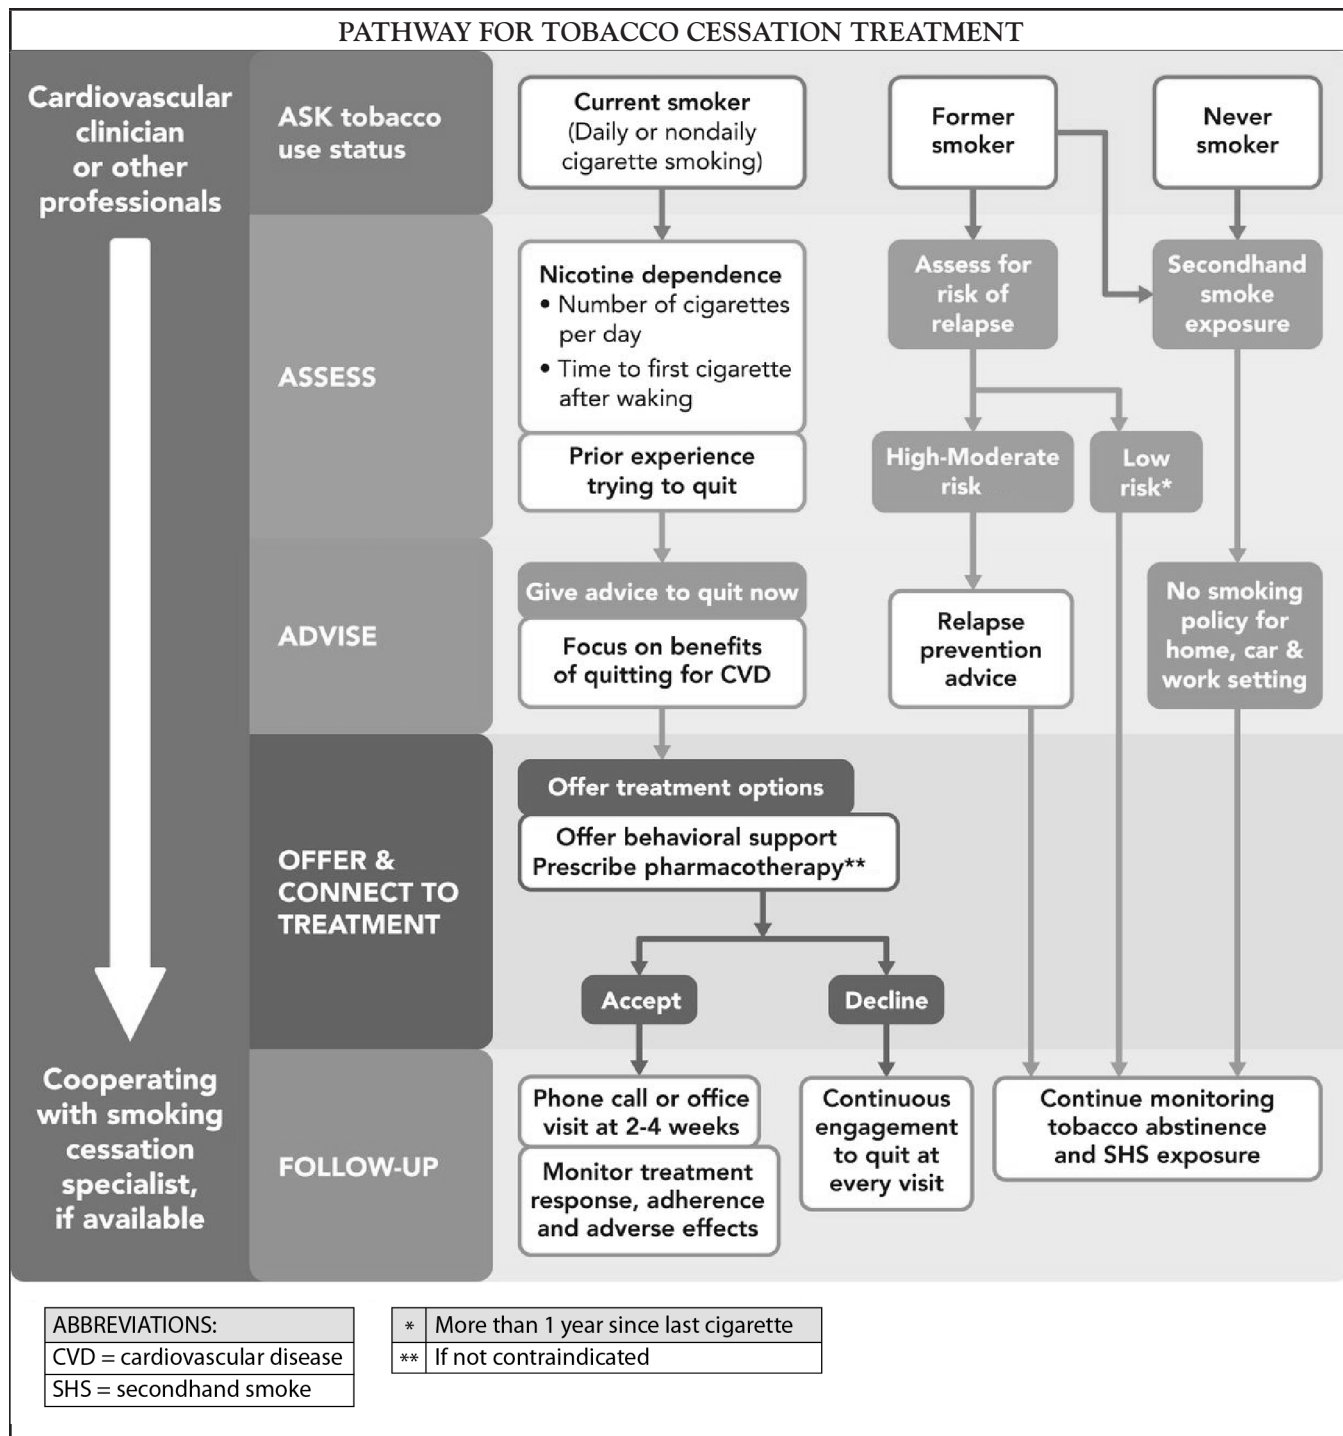 PATHWAY FOR TOBACCO CESSATION TREATMENT
Cardiovascular
clinician
or other
professionals
Cooperating
with smoking
cessation
specialist,
if available
ASK tobacco
use status
Current smoker
(Daily or nondaily
cigarette smoking)
Former
smoker
Never
smoker
ASSESS
Nicotine dependence
• Number of cigarettes
per day
• Time to first cigarette
after waking
Prior experience
trying to quit
Assess for
risk of
relapse
Secondhand
smoke
exposure
High-Moderate
risk
Low
risk*
ADVISE
Give advice to quit now
Focus on benefits
of quitting for CVD
Relapse
prevention
advice
No smoking
policy for
home, car &
work setting
OFFER &
CONNECT TO
TREATMENT
Offer treatment options
Offer behavioral support
Prescribe pharmacotherapy**
Accept
Decline
FOLLOW-UP
Phone call or office
visit at 2-4 weeks
Monitor treatment
response, adherence
and adverse effects
Continuous
engagement
to quit at
every visit
Continue monitoring
tobacco abstinence
and SHS exposure
ABBREVIATIONS:
CVD = cardiovascular disease
SHS = secondhand smoke
* More than 1 year since last cigarette
** If not contraindicated